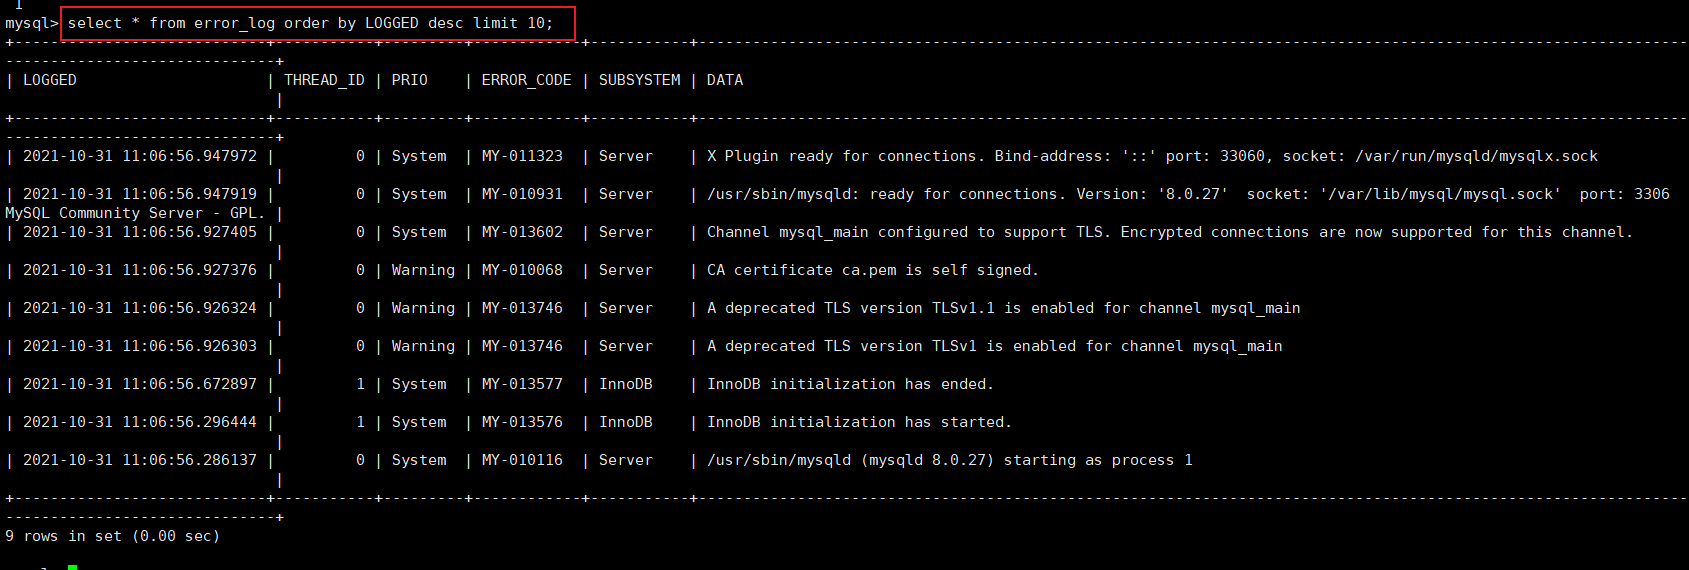 mysql> select * from error_log order by LOGGED desc limit 10;
+----------------------------+-----------+---------+------------+-----------+--------------------------------------------------------------------------------------------------------------
------------------------------+
| LOGGED                     | THREAD_ID | PRIO    | ERROR_CODE | SUBSYSTEM | DATA
                              |
+----------------------------+-----------+---------+------------+-----------+--------------------------------------------------------------------------------------------------------------
------------------------------+
| 2021-10-31 11:06:56.947972 |         0 | System  | MY-011323  | Server    | X Plugin ready for connections. Bind-address: '::' port: 33060, socket: /var/run/mysqld/mysqlx.sock
                              |
| 2021-10-31 11:06:56.947919 |         0 | System  | MY-010931  | Server    | /usr/sbin/mysqld: ready for connections. Version: '8.0.27'  socket: '/var/lib/mysql/mysql.sock'  port: 3306
MySQL Community Server - GPL. |
| 2021-10-31 11:06:56.927405 |         0 | System  | MY-013602  | Server    | Channel mysql_main configured to support TLS. Encrypted connections are now supported for this channel.
                              |
| 2021-10-31 11:06:56.927376 |         0 | Warning | MY-010068  | Server    | CA certificate ca.pem is self signed.
                              |
| 2021-10-31 11:06:56.926324 |         0 | Warning | MY-013746  | Server    | A deprecated TLS version TLSv1.1 is enabled for channel mysql_main
                              |
| 2021-10-31 11:06:56.926303 |         0 | Warning | MY-013746  | Server    | A deprecated TLS version TLSv1 is enabled for channel mysql_main
                              |
| 2021-10-31 11:06:56.672897 |         1 | System  | MY-013577  | InnoDB    | InnoDB initialization has ended.
                              |
| 2021-10-31 11:06:56.296444 |         1 | System  | MY-013576  | InnoDB    | InnoDB initialization has started.
                              |
| 2021-10-31 11:06:56.286137 |         0 | System  | MY-010116  | Server    | /usr/sbin/mysqld (mysqld 8.0.27) starting as process 1
                              |
+----------------------------+-----------+---------+------------+-----------+--------------------------------------------------------------------------------------------------------------
------------------------------+
9 rows in set (0.00 sec)